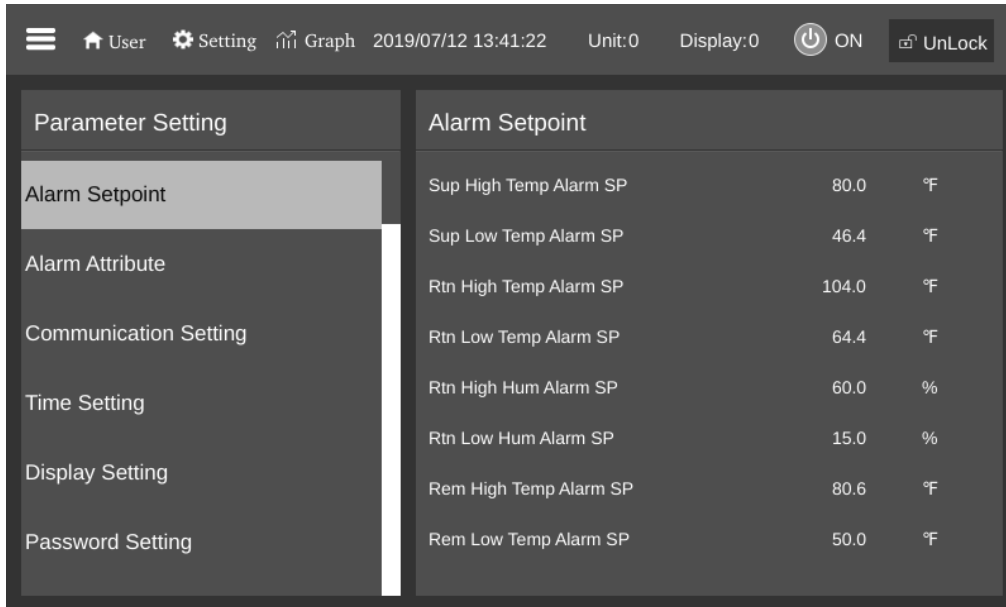 User Setting Graph 2019/07/12 13:41:22 Unit:0 Display:0 ON UnLock
Parameter Setting
Alarm Setpoint
Alarm Attribute
Communication Setting
Time Setting
Display Setting
Password Setting
Alarm Setpoint
Sup High Temp Alarm SP 80.0 ℉
Sup Low Temp Alarm SP 46.4 ℉
Rtn High Temp Alarm SP 104.0 ℉
Rtn Low Temp Alarm SP 64.4 ℉
Rtn High Hum Alarm SP 60.0 %
Rtn Low Hum Alarm SP 15.0 %
Rem High Temp Alarm SP 80.6 ℉
Rem Low Temp Alarm SP 50.0 ℉